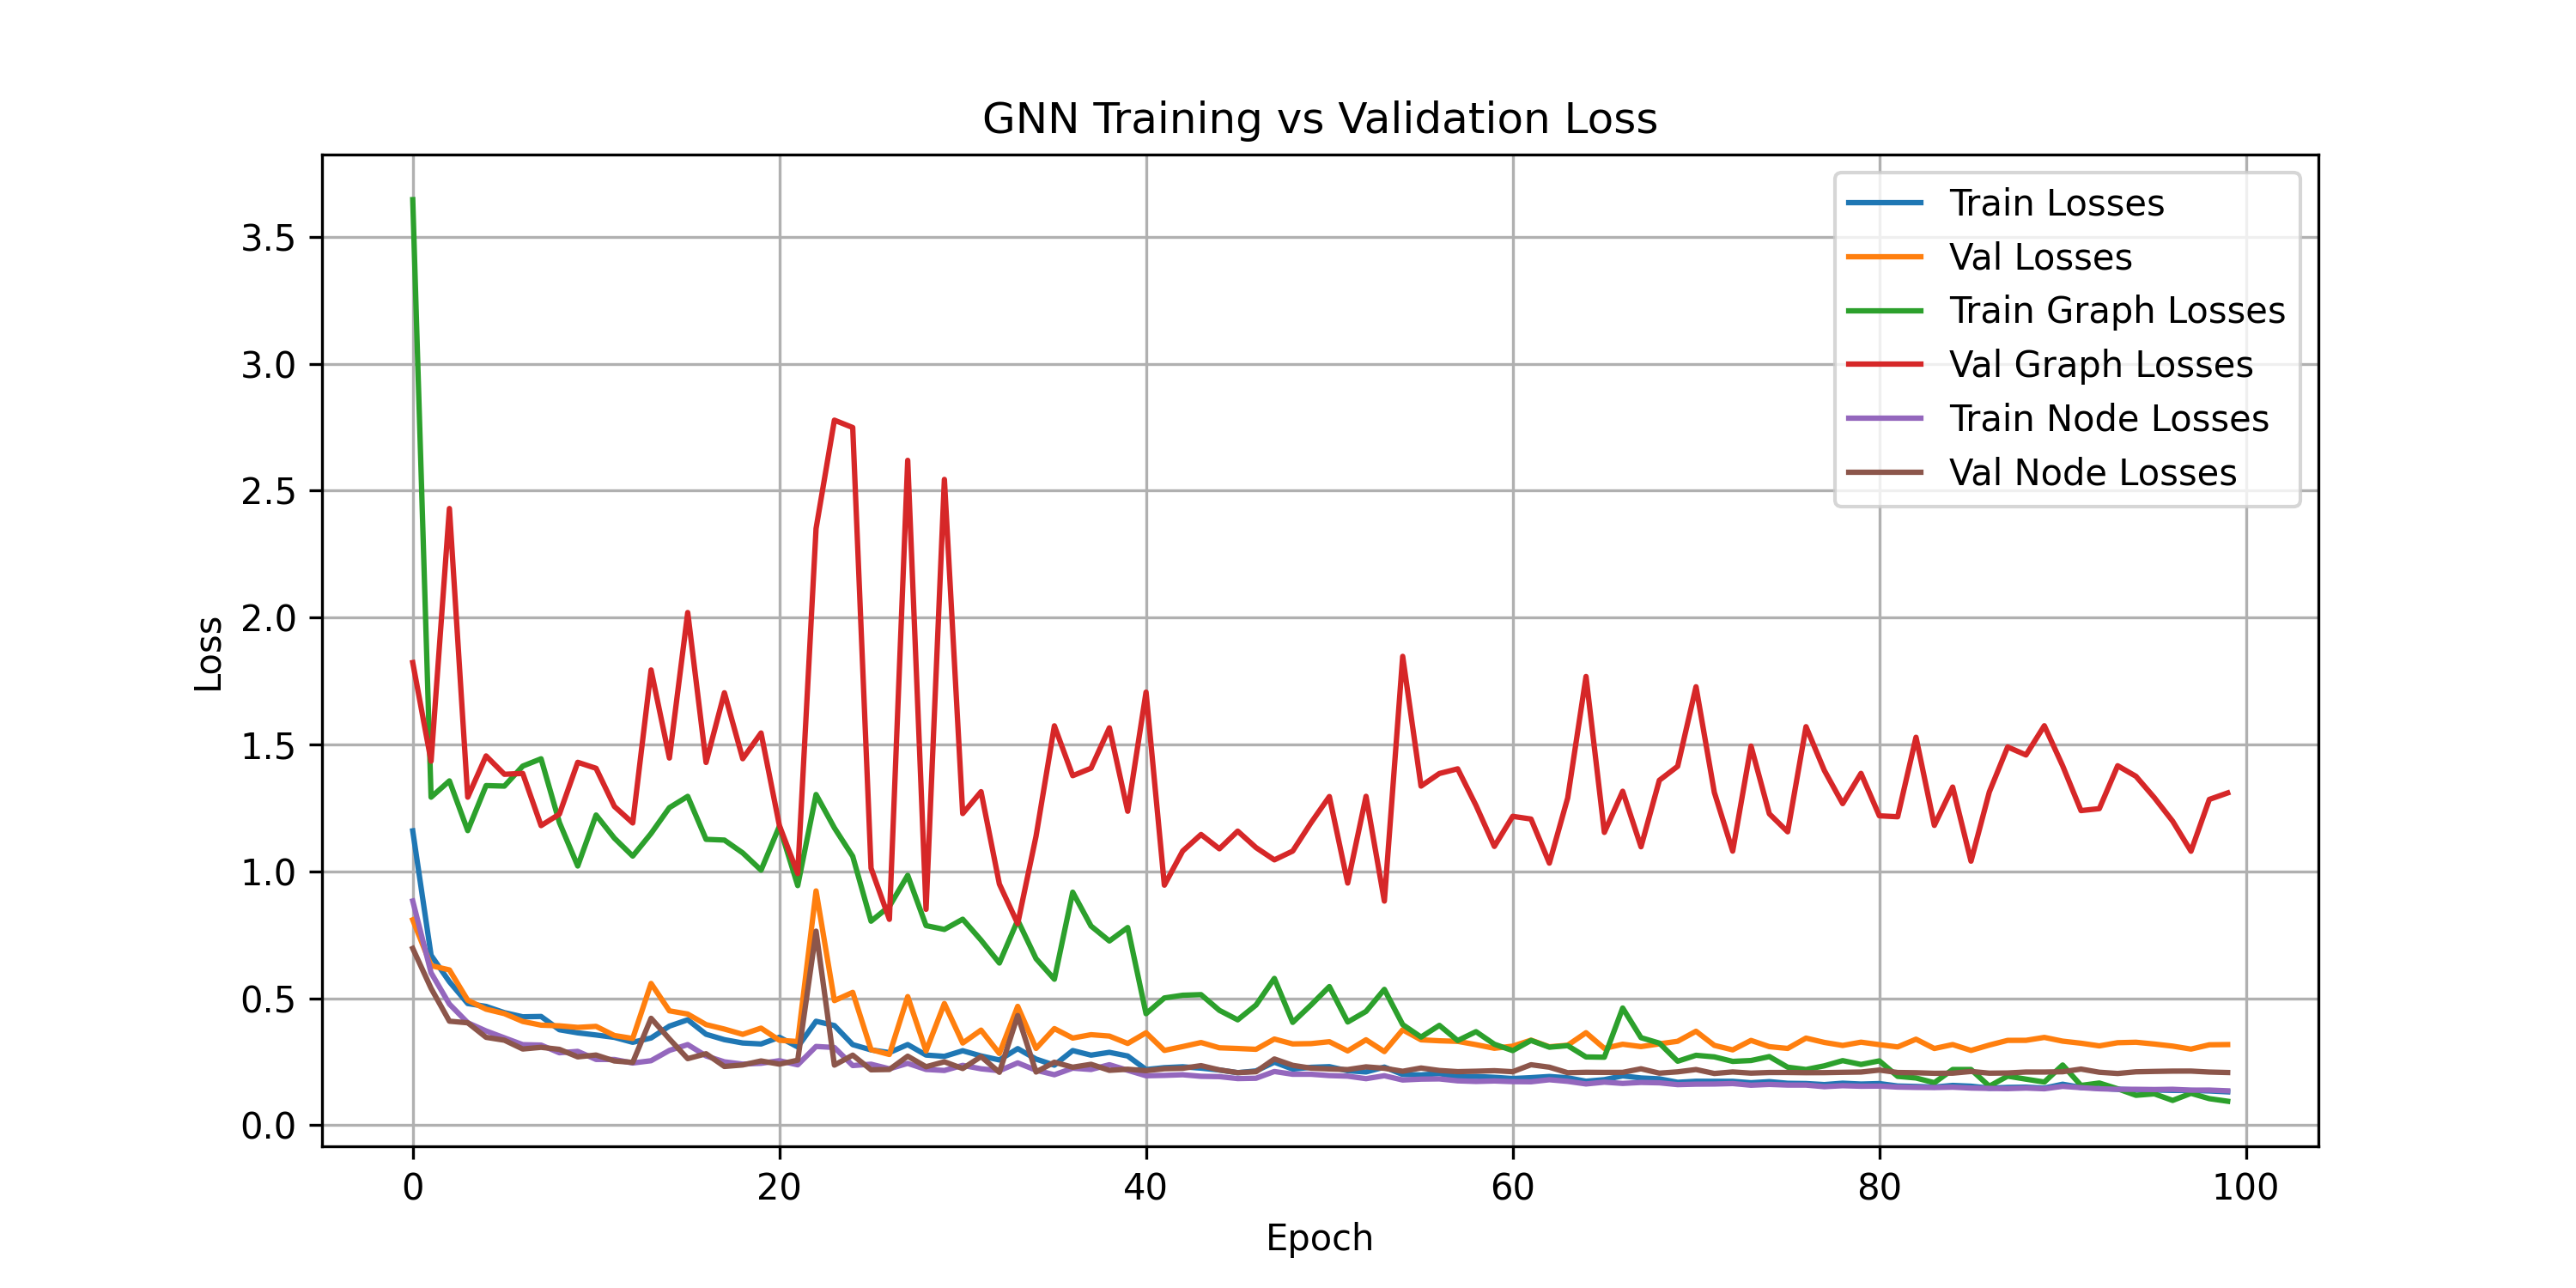 GNN Training vs Validation Loss
Train Losses
Val Losses
Train Graph Losses
Val Graph Losses
Train Node Losses
Val Node Losses
Loss
3.5
3.0
2.5
2.0
1.5
1.0
0.5
0.0
0 20 40 60 80 100
Epoch